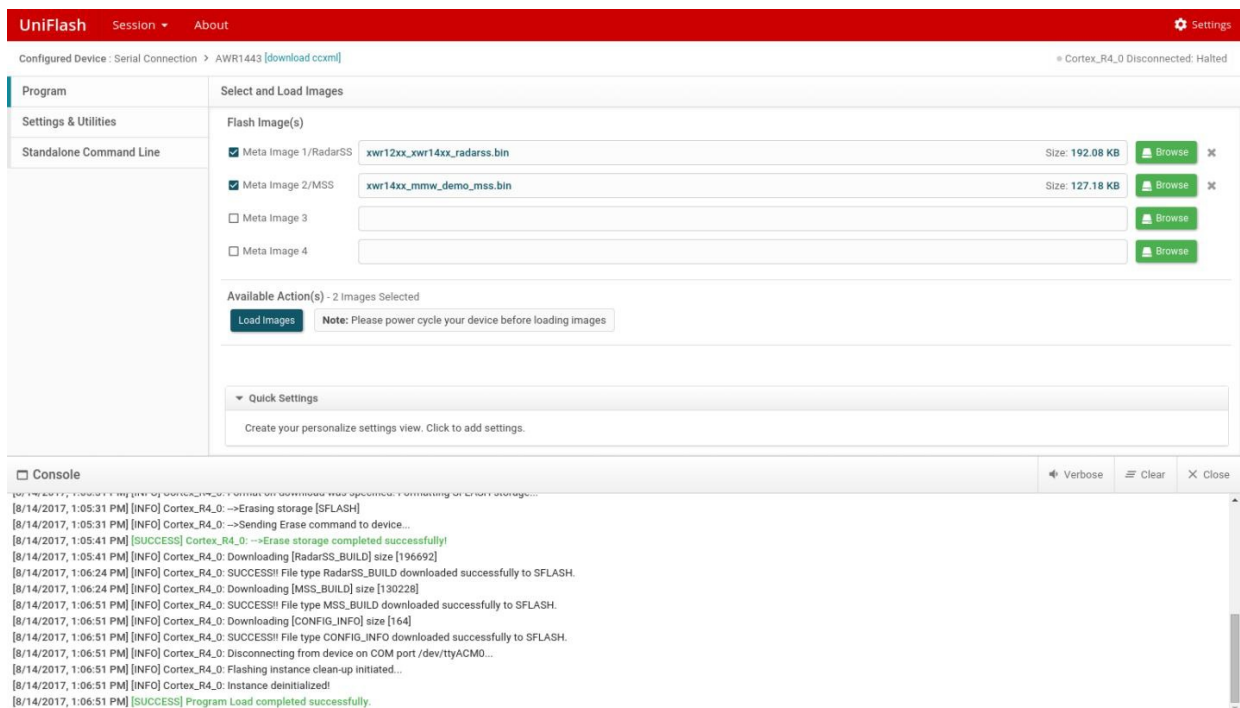 UniFlash Session About Settings
Configured Device : Serial Connection > AWR1443 [download ccxml] Cortex_R4_0 Disconnected: Halted
Program
Settings & Utilities
Standalone Command Line
Select and Load Images
Flash Image(s)
Meta Image 1/RadarSS xwr12xx_xwr14xx_radarss.bin Size: 192.08 KB Browse
Meta Image 2/MSS xwr14xx_mmw_demo_mss.bin Size: 127.18 KB Browse
Meta Image 3 Browse
Meta Image 4 Browse
Available Action(s) - 2 Images Selected
Load Images Note: Please power cycle your device before loading images
Quick Settings
Create your personalize settings view. Click to add settings.
Console Verbose Clear Close
[INFO] Cortex_R4_0: Format on download was specified. Formatting SFLASH storage...
[8/14/2017, 1:05:31 PM] [INFO] Cortex_R4_0: -->Erasing storage [SFLASH]
[8/14/2017, 1:05:31 PM] [INFO] Cortex_R4_0: -->Sending Erase command to device...
[8/14/2017, 1:05:41 PM] [SUCCESS] Cortex_R4_0: -->Erase storage completed successfully!
[8/14/2017, 1:05:41 PM] [INFO] Cortex_R4_0: Downloading [RadarSS_BUILD] size [196692]
[8/14/2017, 1:06:24 PM] [INFO] Cortex_R4_0: SUCCESS!! File type RadarSS_BUILD downloaded successfully to SFLASH.
[8/14/2017, 1:06:24 PM] [INFO] Cortex_R4_0: Downloading [MSS_BUILD] size [130228]
[8/14/2017, 1:06:51 PM] [INFO] Cortex_R4_0: SUCCESS!! File type MSS_BUILD downloaded successfully to SFLASH.
[8/14/2017, 1:06:51 PM] [INFO] Cortex_R4_0: Downloading [CONFIG_INFO] size [164]
[8/14/2017, 1:06:51 PM] [INFO] Cortex_R4_0: SUCCESS!! File type CONFIG_INFO downloaded successfully to SFLASH.
[8/14/2017, 1:06:51 PM] [INFO] Cortex_R4_0: Disconnecting from device on COM port /dev/ttyACM0...
[8/14/2017, 1:06:51 PM] [INFO] Cortex_R4_0: Flashing instance clean-up initiated...
[8/14/2017, 1:06:51 PM] [INFO] Cortex_R4_0: Instance deinitialized!
[8/14/2017, 1:06:51 PM] [SUCCESS] Program Load completed successfully.